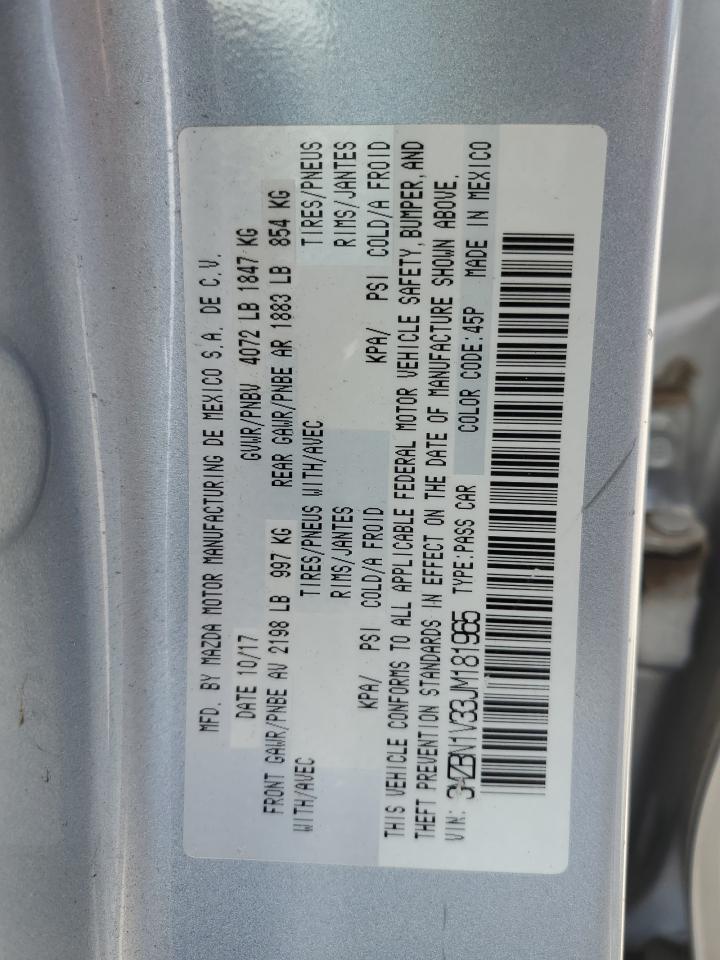 MFD. BY MAZDA MOTOR MANUFACTURING DE MEXICO S.A. DE C.V.
DATE 10/17 GVWR/PNBV 4072 LB 1847 KG
FRONT GAWR/PNBE AV 2198 LB 997 KG REAR GAWR/PNBE AR 1883 LB 854 KG
WITH/AVEC TIRES/PNEUS WITH/AVEC TIRES/PNEUS
RIMS/JANTES RIMS/JANTES
KPA/ PSI COLD/A FROID KPA/ PSI COLD/A FROID
THIS VEHICLE CONFORMS TO ALL APPLICABLE FEDERAL MOTOR VEHICLE SAFETY, BUMPER, AND
THEFT PREVENTION STANDARDS IN EFFECT ON THE DATE OF MANUFACTURE SHOWN ABOVE.
VIN: 3MZBN1V33JM181965 TYPE:PASS CAR COLOR CODE:45P MADE IN MEXICO